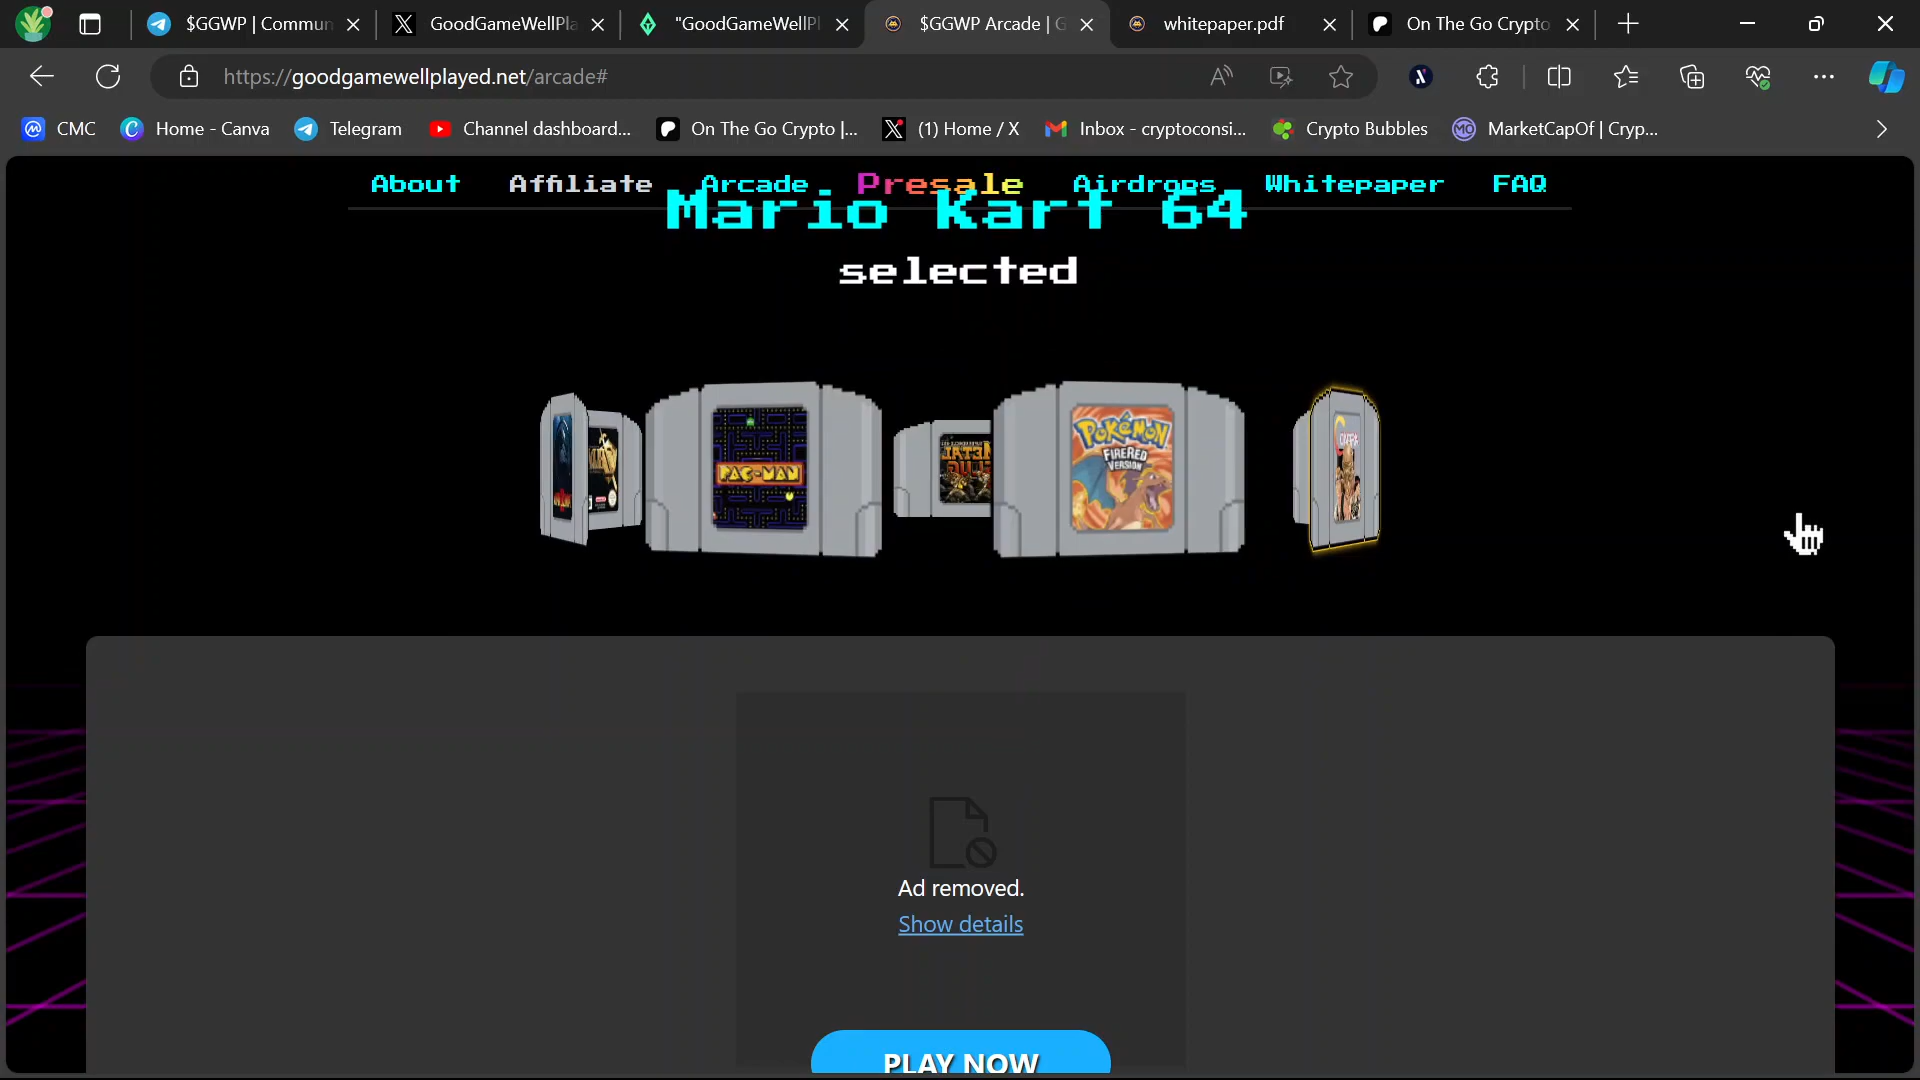 $GGWP | Commun
GoodGameWellPla
"GoodGameWellPl
$GGWP Arcade | G
whitepaper.pdf
On The Go Crypto
https://goodgamewellplayed.net/arcade#
CMC
Home - Canva
Telegram
Channel dashboard...
On The Go Crypto |...
(1) Home / X
Inbox - cryptoconsi...
Crypto Bubbles
MarketCapOf | Cryp...
About
Affiliate
Arcade
Presale
Airdrops
Whitepaper
FAQ
Mario Kart 64
selected
PAC-MAN
POKéMON
FIRERED
VERSION
Ad removed.
Show details
PLAY NOW